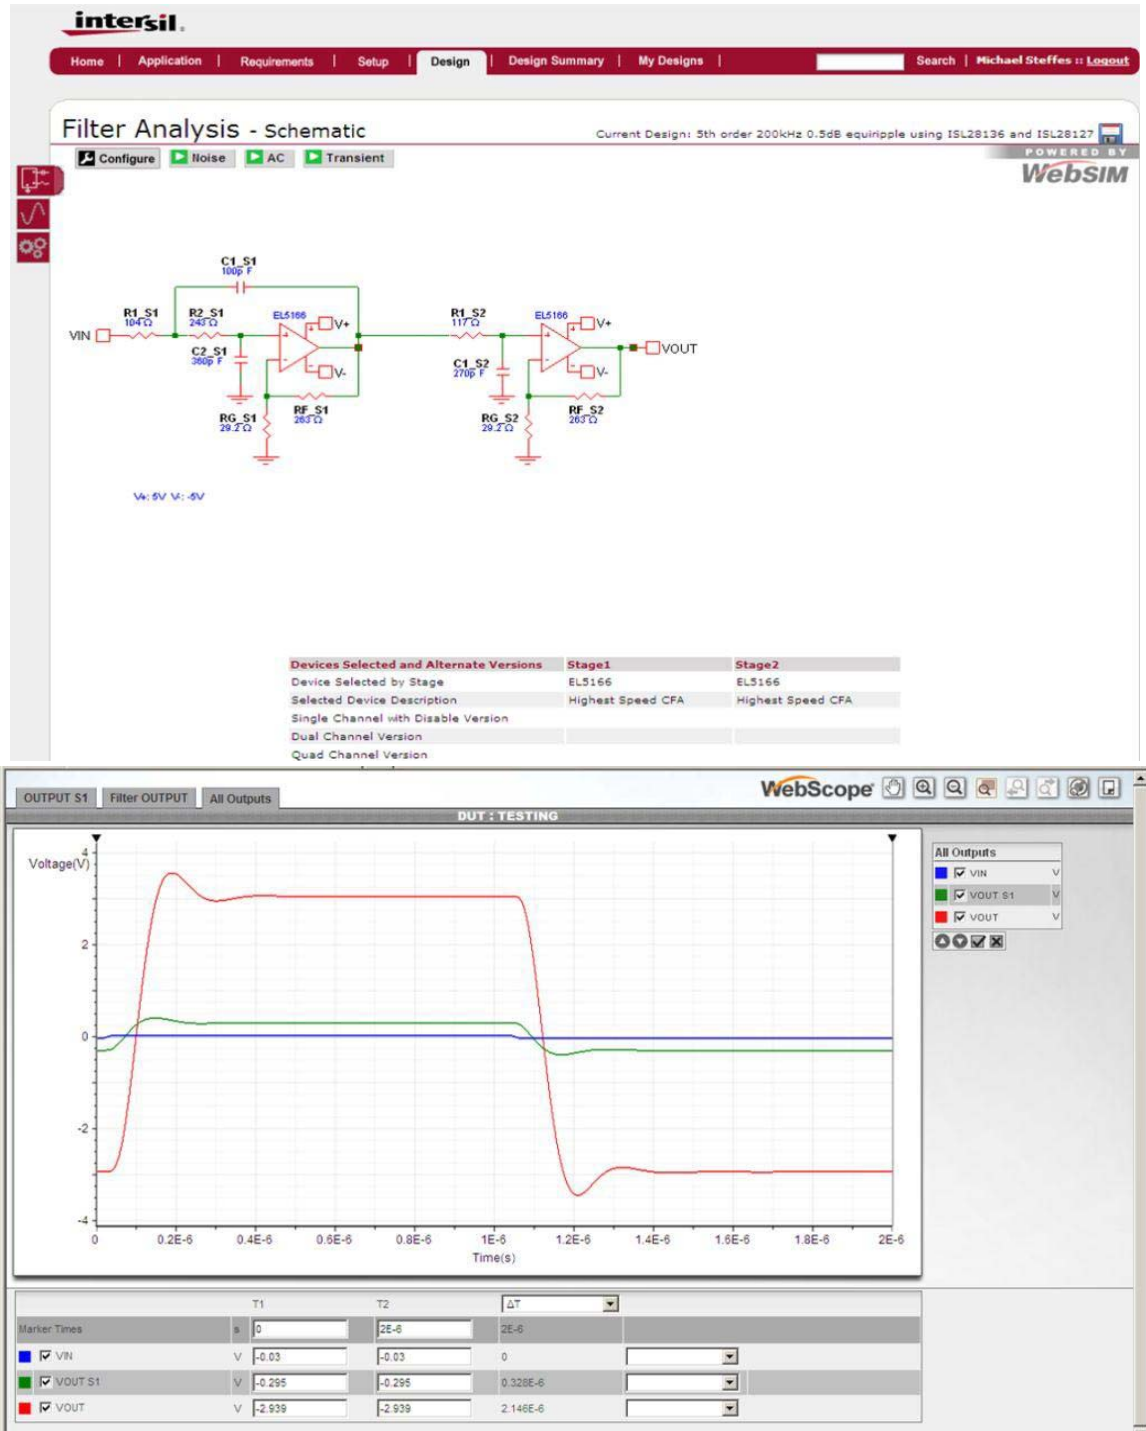 intersil.
Home | Application | Requirements | Setup | Design | Design Summary | My Designs | Search | Michael Steffes :: Logout
Filter Analysis - Schematic
Current Design: 5th order 200kHz 0.5dB equiripple using ISL28136 and ISL28127
Configure Noise AC Transient
POWERED BY
WebSIM
C1_S1
100p F
R1_S1 R2_S1 EL5166 R1_S2 EL5166
104 Ω 243 Ω 117 Ω
VIN V+ V+
VOUT
C2_S1 C1_S2
360p F 270p F
V- V-
RG_S1 RF_S1 RG_S2 RF_S2
29.2 Ω 263 Ω 29.2 Ω 263 Ω
V+: 5V V-: -5V
Devices Selected and Alternate Versions Stage1 Stage2
Device Selected by Stage EL5166 EL5166
Selected Device Description Highest Speed CFA Highest Speed CFA
Single Channel with Disable Version
Dual Channel Version
Quad Channel Version
OUTPUT S1 Filter OUTPUT All Outputs WebScope
DUT : TESTING
Voltage(V)
4
2
0
-2
-4
0 0.2E-6 0.4E-6 0.6E-6 0.8E-6 1E-6 1.2E-6 1.4E-6 1.6E-6 1.8E-6 2E-6
Time(s)
All Outputs
VIN V
VOUT S1 V
VOUT V
T1 T2 ΔT
Marker Times s 0 2E-6 2E-6
VIN V -0.03 -0.03 0
VOUT S1 V -0.295 -0.295 0.328E-6
VOUT V -2.939 -2.939 2.146E-6